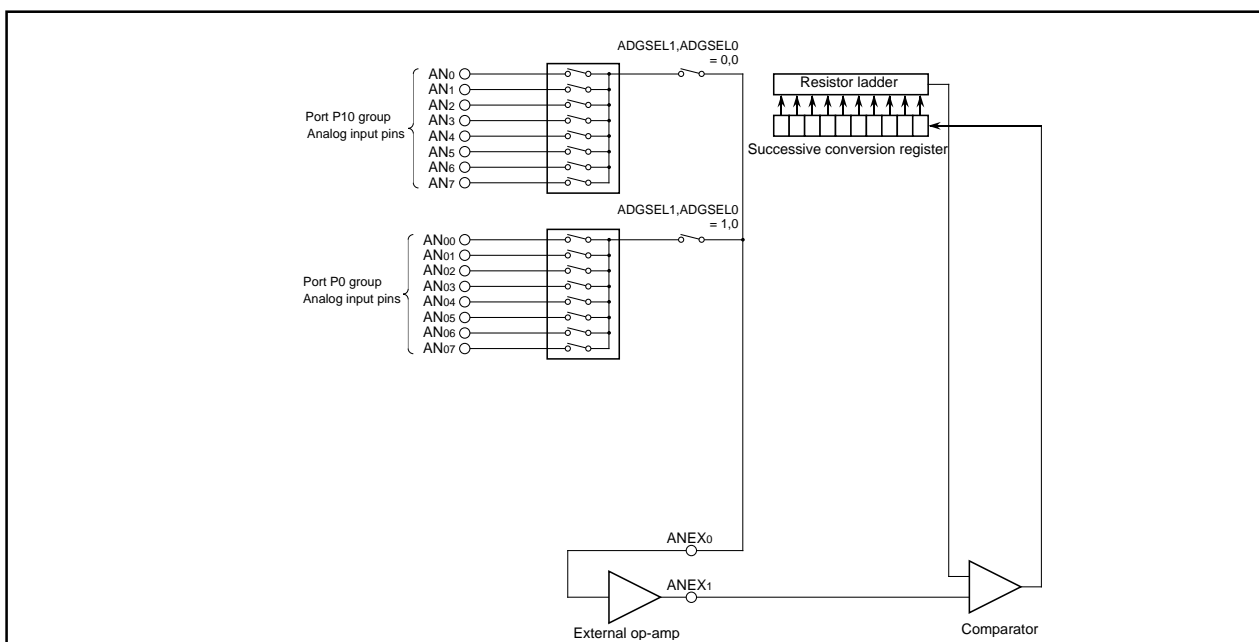 ADGSEL1,ADGSEL0
= 0,0
Port P10 group
Analog input pins
AN0
AN1
AN2
AN3
AN4
AN5
AN6
AN7
Resistor ladder
Successive conversion register
ADGSEL1,ADGSEL0
= 1,0
Port P0 group
Analog input pins
AN00
AN01
AN02
AN03
AN04
AN05
AN06
AN07
ANEX0
ANEX1
External op-amp
Comparator